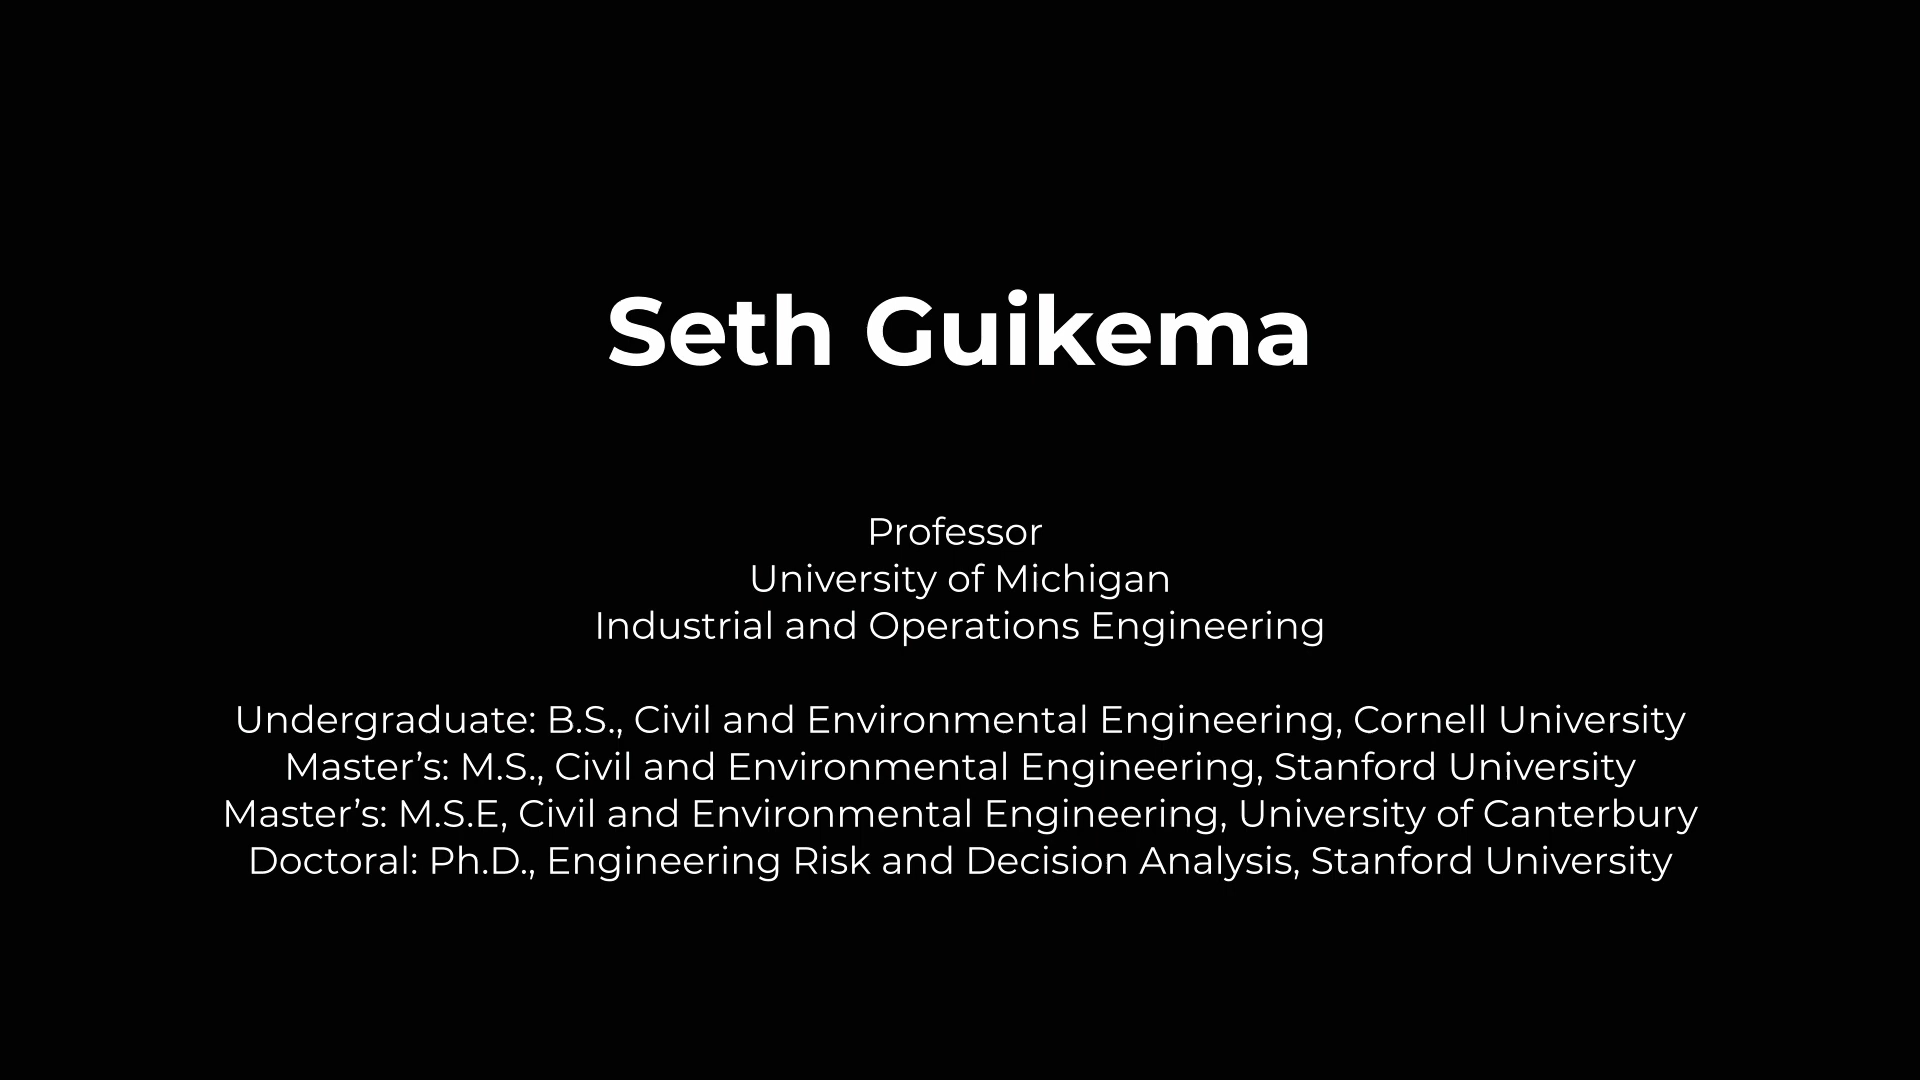 Seth Guikema
Professor
University of Michigan
Industrial and Operations Engineering
Undergraduate: B.S., Civil and Environmental Engineering, Cornell University
Master’s: M.S., Civil and Environmental Engineering, Stanford University
Master’s: M.S.E, Civil and Environmental Engineering, University of Canterbury
Doctoral: Ph.D., Engineering Risk and Decision Analysis, Stanford University